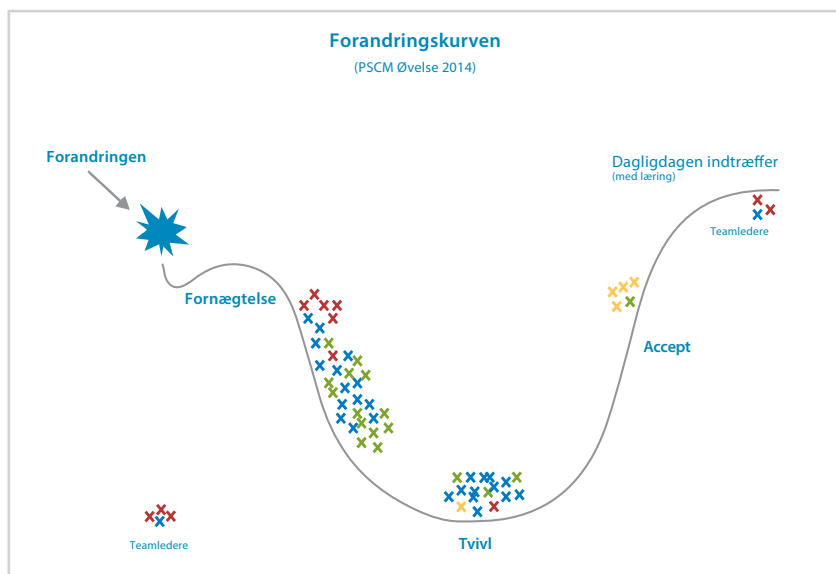 Forandringskurven
(PSCM Øvelse 2014)
Forandringen
Dagligdagen indtræffer
(med læring)
Teamledere
Fornægtelse
Accept
Teamledere
Tvivl